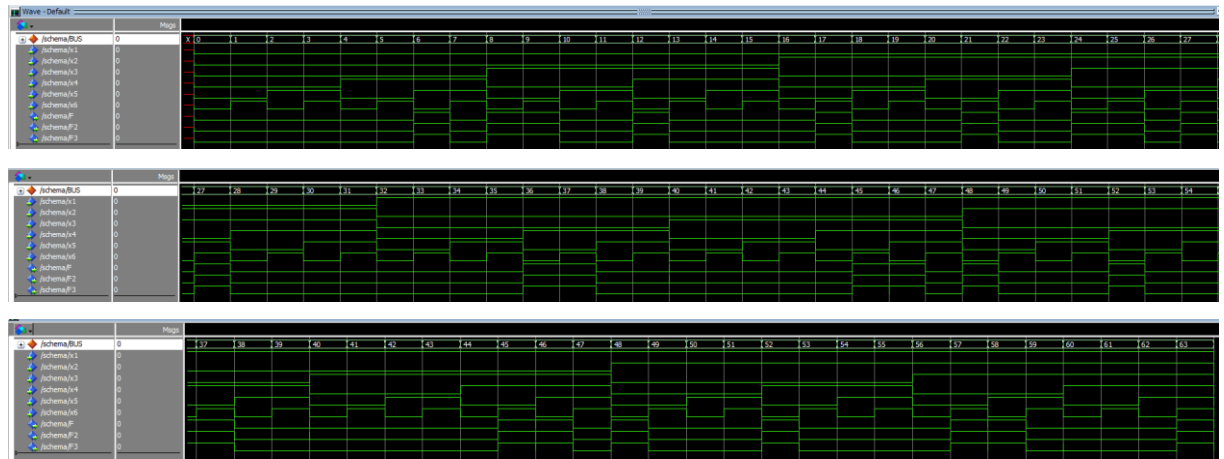 Wave - Default
Msgs
/schema/BUS 0 X 0 1 2 3 4 5 6 7 8 9 10 11 12 13 14 15 16 17 18 19 20 21 22 23 24 25 26 27
/schema/x1 0
/schema/x2 0
/schema/x3 0
/schema/x4 0
/schema/x5 0
/schema/x6 0
/schema/F 0
/schema/F2 0
/schema/F3 0
Msgs
/schema/BUS 0 27 28 29 30 31 32 33 34 35 36 37 38 39 40 41 42 43 44 45 46 47 48 49 50 51 52 53 54
/schema/x1 0
/schema/x2 0
/schema/x3 0
/schema/x4 0
/schema/x5 0
/schema/x6 0
/schema/F 0
/schema/F2 0
/schema/F3 0
Msgs
/schema/BUS 0 37 38 39 40 41 42 43 44 45 46 47 48 49 50 51 52 53 54 55 56 57 58 59 60 61 62 63
/schema/x1 0
/schema/x2 0
/schema/x3 0
/schema/x4 0
/schema/x5 0
/schema/x6 0
/schema/F 0
/schema/F2 0
/schema/F3 0